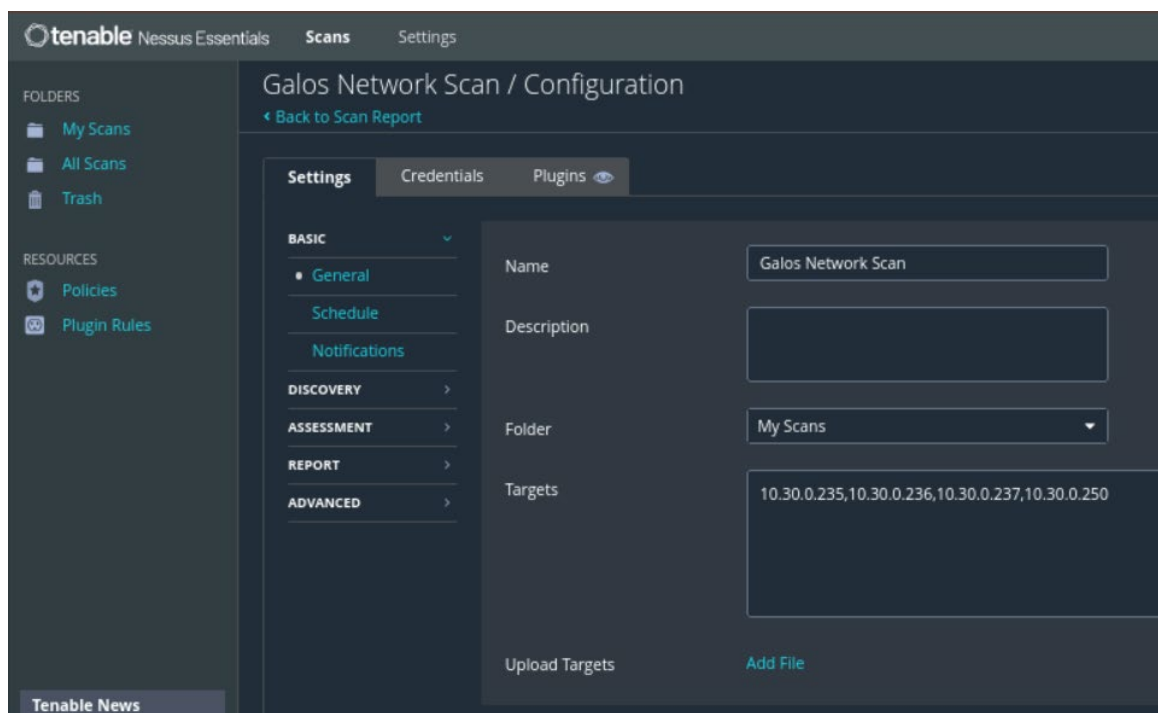 tenable Nessus Essentials Scans Settings
FOLDERS
My Scans
All Scans
Trash
RESOURCES
Policies
Plugin Rules
Tenable News
Galos Network Scan / Configuration
Back to Scan Report
Settings Credentials Plugins
BASIC
General
Schedule
Notifications
DISCOVERY
ASSESSMENT
REPORT
ADVANCED
Name Galos Network Scan
Description
Folder My Scans
Targets 10.30.0.235,10.30.0.236,10.30.0.237,10.30.0.250
Upload Targets Add File